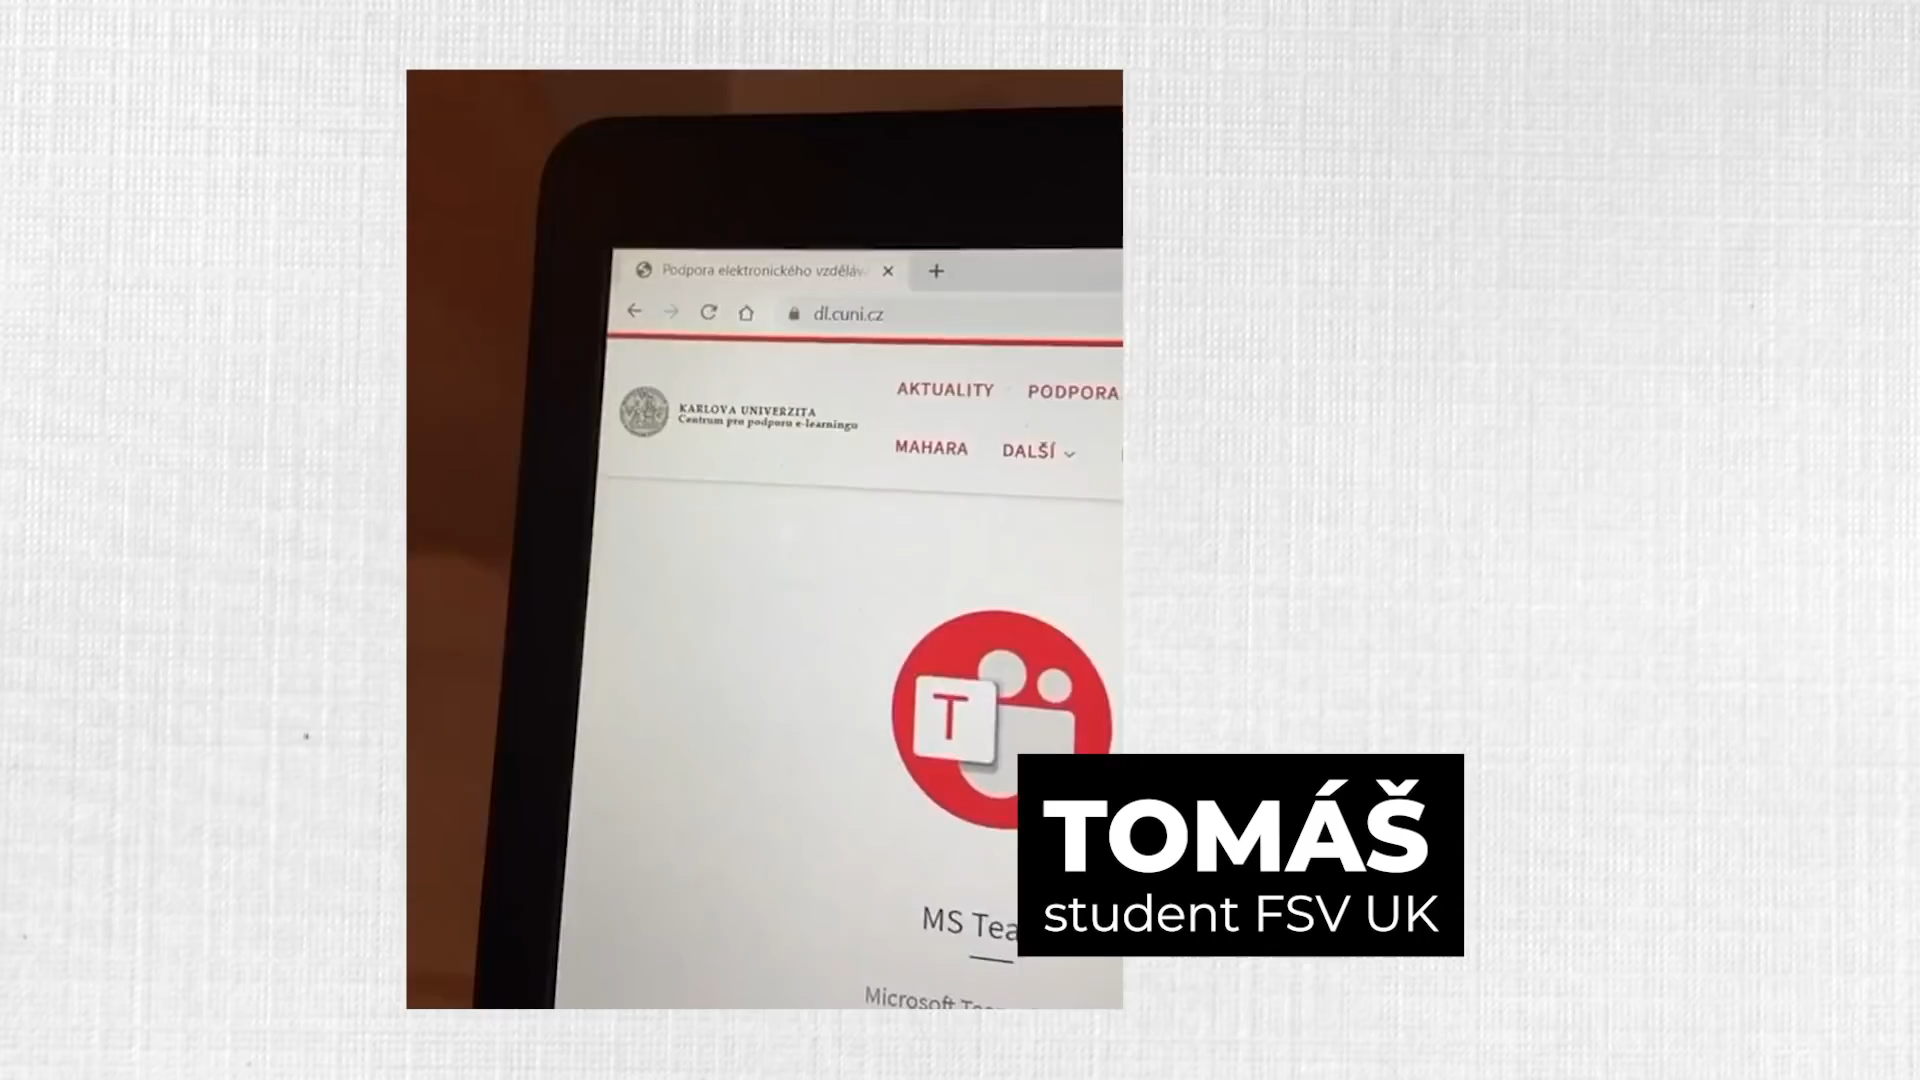 Podpora elektronického vzděláv
dl.cuni.cz
KARLOVA UNIVERZITA
Centrum pro podporu e-learningu
AKTUALITY PODPORA
MAHARA DALŠÍ
T
MS Tea
Microsoft
TOMÁŠ
student FSV UK